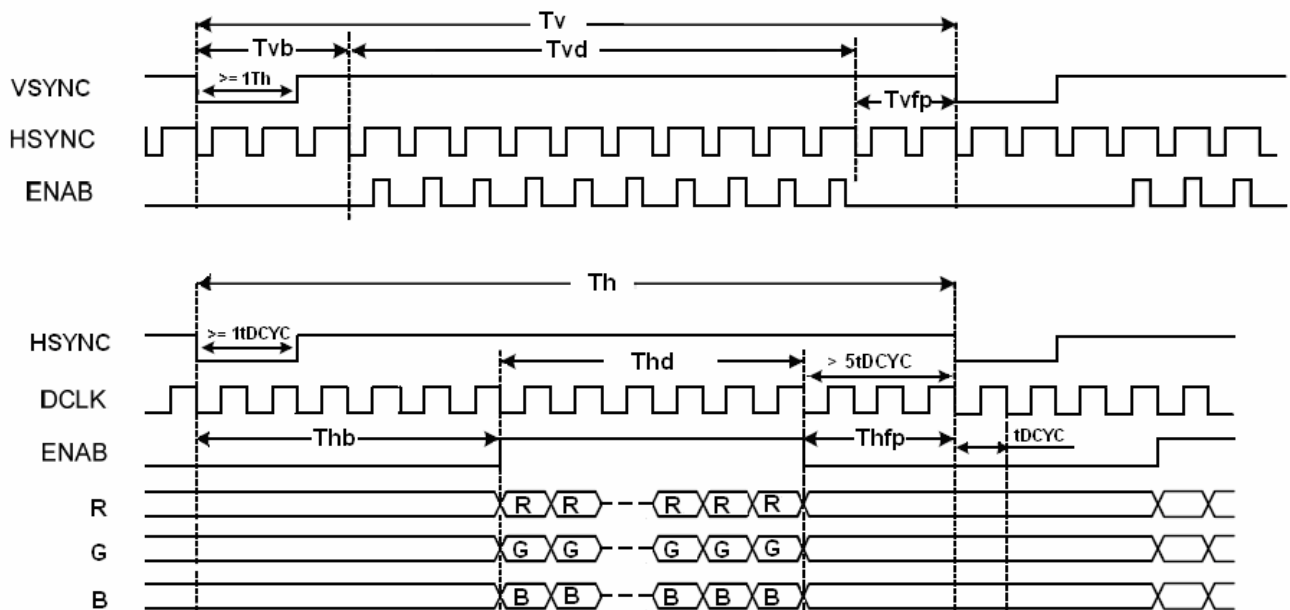 Tv
Tvb Tvd
VSYNC >= 1Th
Tvfp
HSYNC
ENAB
Th
HSYNC >= 1tDCYC
Thd > 5tDCYC
DCLK
Thb Thfp tDCYC
ENAB
R R R R R R
G G G G G G
B B B B B B